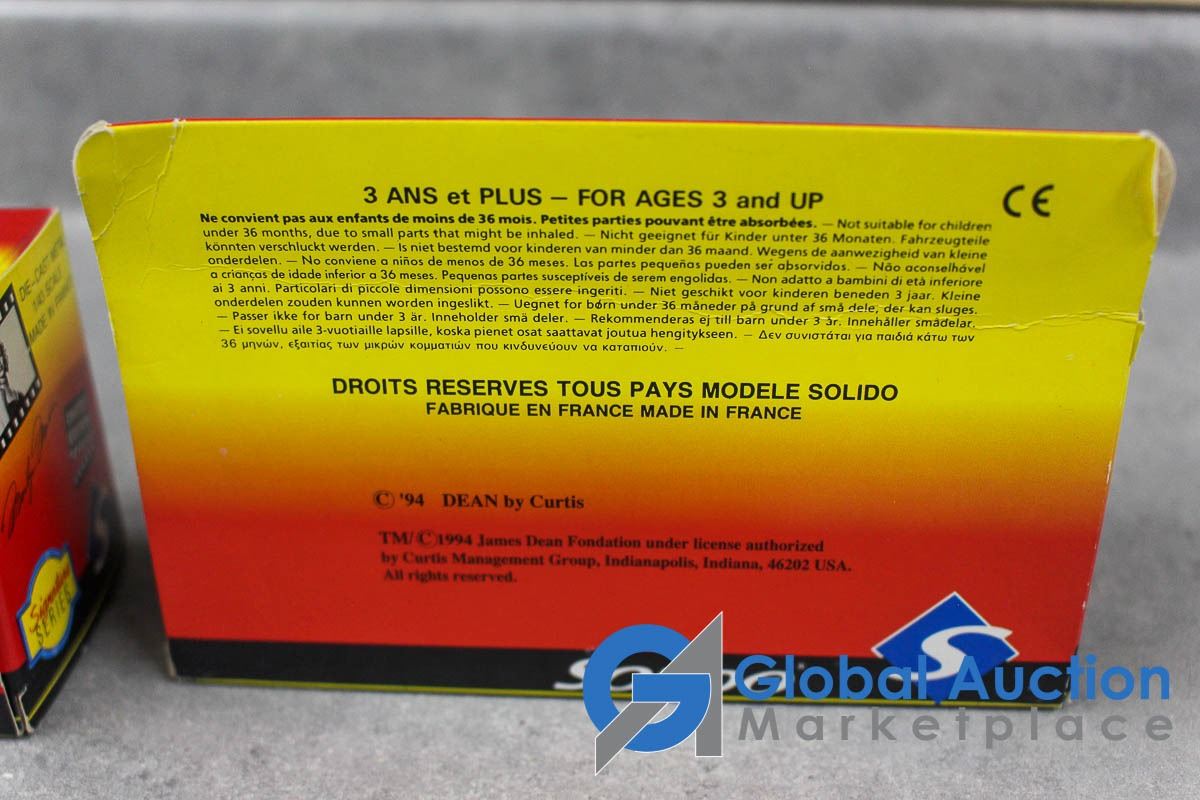 3 ANS et PLUS – FOR AGES 3 and UP
CE
Ne convient pas aux enfants de moins de 36 mois. Petites parties pouvant être absorbées. — Not suitable for children
under 36 months, due to small parts that might be inhaled. — Nicht geeignet für Kinder unter 36 Monaten. Fahrzeugteile
könnten verschluckt werden. — Is niet bestemd voor kinderen van minder dan 36 maand. Wegens de aanwezigheid van kleine
onderdelen. — No conviene a niños de menos de 36 meses. Las partes pequeñas pueden ser absorvidos. — Não aconselhável
a crianças de idade inferior a 36 meses. Pequenas partes susceptíveis de serem engolidas. — Non adatto a bambini di età inferiore
ai 3 anni. Particolari di piccole dimensioni possono essere ingeriti. — Niet geschikt voor kinderen beneden 3 jaar. Kleine
onderdelen zouden kunnen worden ingeslikt. — Uegnet for børn under 36 måneder på grund af små dele, der kan sluges.
— Passer ikke for barn under 3 år. Inneholder små deler. — Rekommenderas ej till barn under 3 år. Innehåller smådelar.
— Ei sovellu alle 3-vuotiaille lapsille, koska pienet osat saattavat joutua hengitykseen. — Δεν συνιστάται για παιδιά κάτω των
36 μηνών, εξαιτίας των μικρών κομματιών που κινδυνεύουν να καταπιούν. —
DROITS RESERVES TOUS PAYS MODELE SOLIDO
FABRIQUE EN FRANCE MADE IN FRANCE
© '94 DEAN by Curtis
TM/©1994 James Dean Fondation under license authorized
by Curtis Management Group, Indianapolis, Indiana, 46202 USA.
All rights reserved.
S
GA Global Auction
Marketplace
DIE-CAST METAL
MADE IN
Signature
SERIES